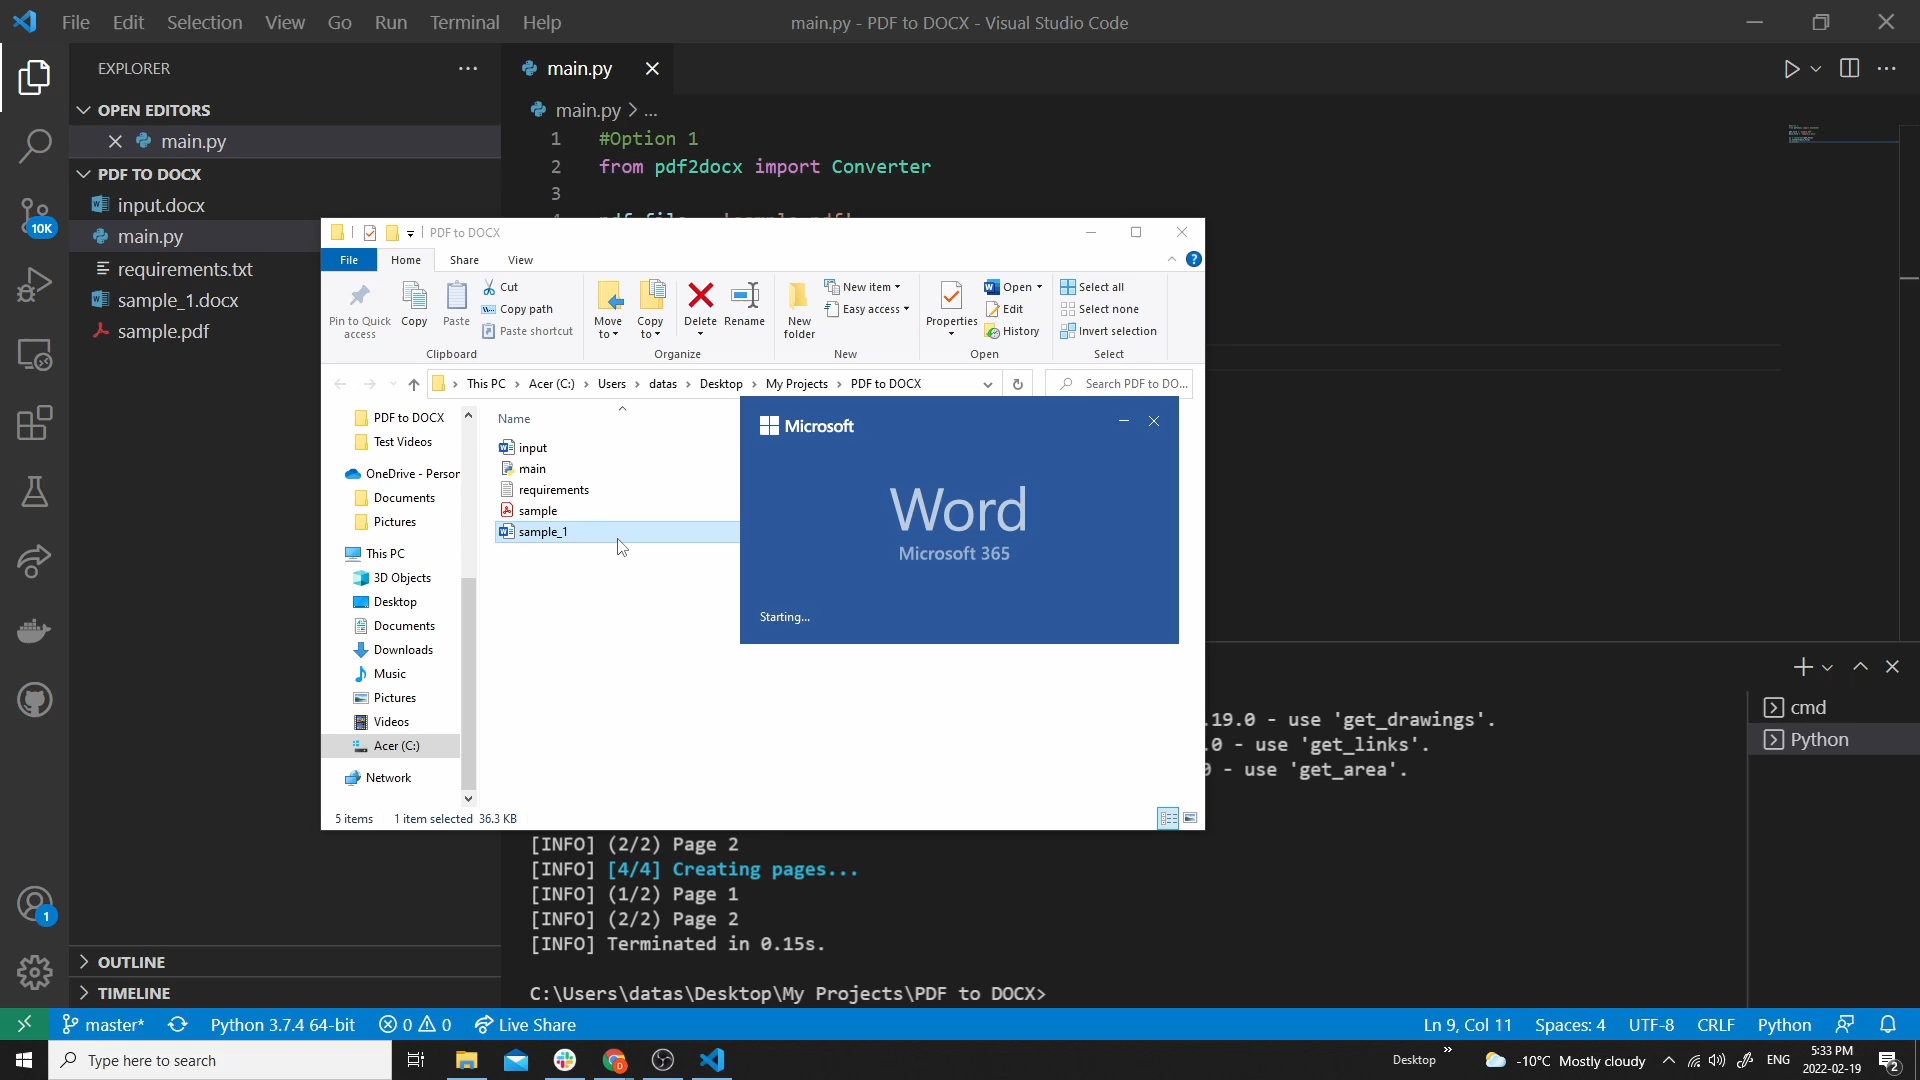 File Edit Selection View Go Run Terminal Help
main.py - PDF to DOCX - Visual Studio Code
EXPLORER
main.py
OPEN EDITORS
main.py
PDF TO DOCX
input.docx
main.py
requirements.txt
sample_1.docx
sample.pdf
OUTLINE
TIMELINE
10K
1
main.py > ...
1 #Option 1
2 from pdf2docx import Converter
3
PDF to DOCX
File Home Share View
Pin to Quick access
Copy
Paste
Cut
Copy path
Paste shortcut
Clipboard
Move to
Copy to
Delete
Rename
Organize
New folder
New item
Easy access
New
Properties
Open
Edit
History
Open
Select all
Select none
Invert selection
Select
This PC > Acer (C:) > Users > datas > Desktop > My Projects > PDF to DOCX
Search PDF to DO...
PDF to DOCX
Test Videos
OneDrive - Person
Documents
Pictures
This PC
3D Objects
Desktop
Documents
Downloads
Music
Pictures
Videos
Acer (C:)
Network
Name
input
main
requirements
sample
sample_1
5 items 1 item selected 36.3 KB
Microsoft
Word
Microsoft 365
Starting...
.19.0 - use 'get_drawings'.
.0 - use 'get_links'.
- use 'get_area'.
[INFO] (2/2) Page 2
[INFO] [4/4] Creating pages...
[INFO] (1/2) Page 1
[INFO] (2/2) Page 2
[INFO] Terminated in 0.15s.
C:\Users\datas\Desktop\My Projects\PDF to DOCX>
cmd
Python
master* Python 3.7.4 64-bit 0 0 Live Share
Ln 9, Col 11 Spaces: 4 UTF-8 CRLF Python
Type here to search
Desktop
-10°C Mostly cloudy
ENG
5:33 PM
2022-02-19
2